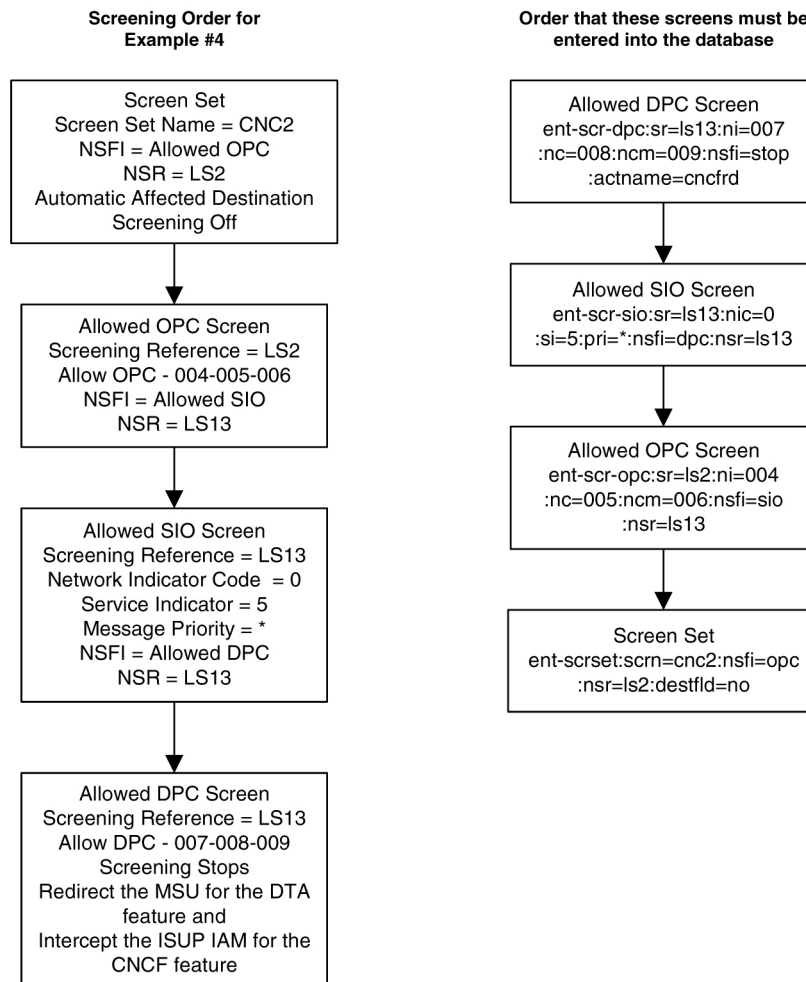 Screening Order for
Example #4
Screen Set
Screen Set Name = CNC2
NSFI = Allowed OPC
NSR = LS2
Automatic Affected Destination
Screening Off
Allowed OPC Screen
Screening Reference = LS2
Allow OPC - 004-005-006
NSFI = Allowed SIO
NSR = LS13
Allowed SIO Screen
Screening Reference = LS13
Network Indicator Code = 0
Service Indicator = 5
Message Priority = *
NSFI = Allowed DPC
NSR = LS13
Allowed DPC Screen
Screening Reference = LS13
Allow DPC - 007-008-009
Screening Stops
Redirect the MSU for the DTA
feature and
Intercept the ISUP IAM for the
CNCF feature
Order that these screens must be
entered into the database
Allowed DPC Screen
ent-scr-dpc:sr=ls13:ni=007
:nc=008:ncm=009:nsfi=stop
:actname=cncfrd
Allowed SIO Screen
ent-scr-sio:sr=ls13:nic=0
:si=5:pri=*:nsfi=dpc:nsr=ls13
Allowed OPC Screen
ent-scr-opc:sr=ls2:ni=004
:nc=005:ncm=006:nsfi=sio
:nsr=ls13
Screen Set
ent-scrset:scrn=cnc2:nsfi=opc
:nsr=ls2:destfld=no